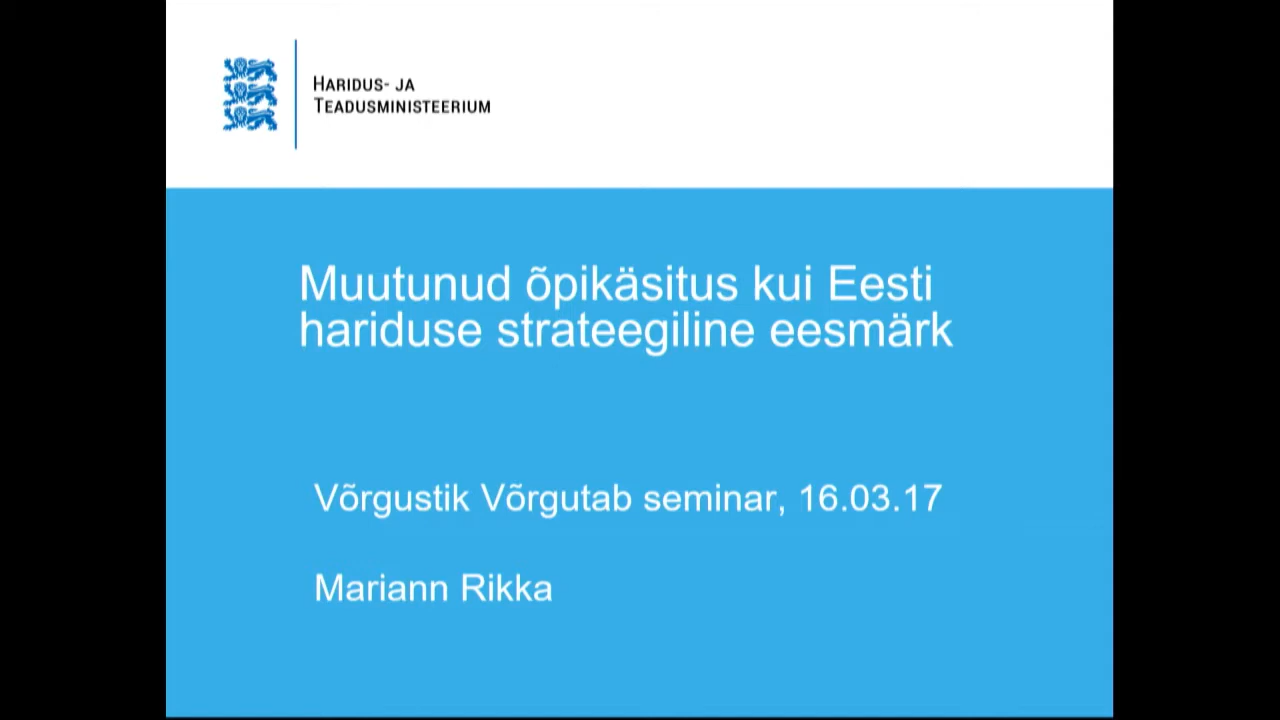 HARIDUS- JA
TEADUSMINISTEERIUM
Muutunud õpikäsitus kui Eesti
hariduse strateegiline eesmärk
Võrgustik Võrgutab seminar, 16.03.17
Mariann Rikka